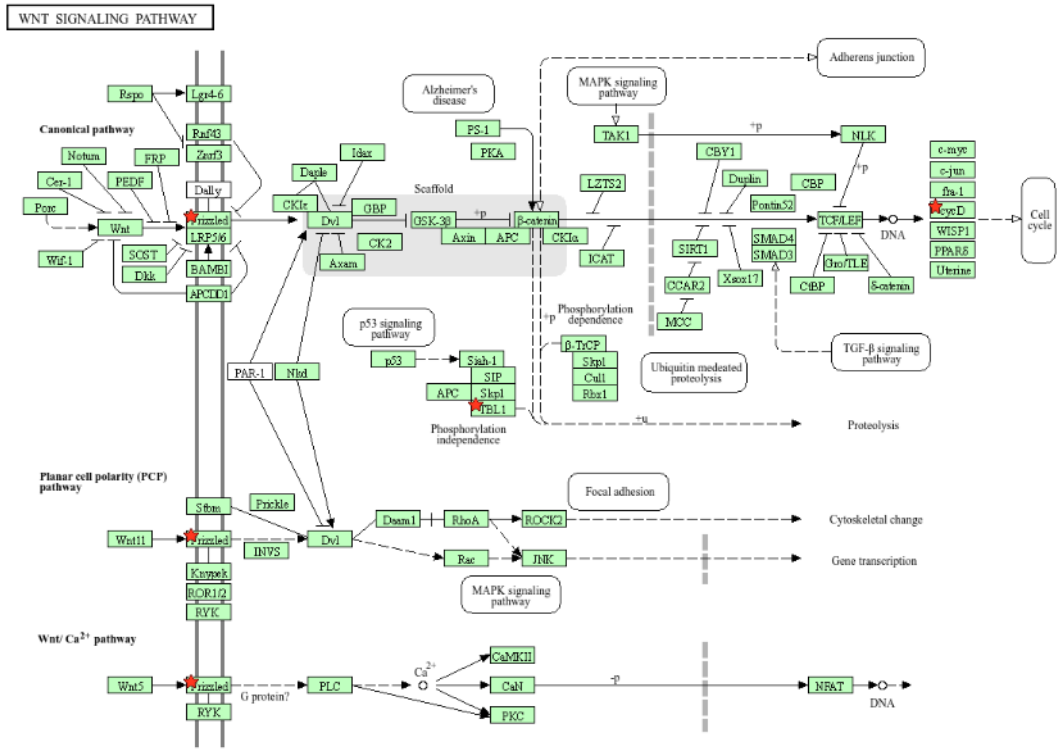 WNT SIGNALING PATHWAY
Adherens junction
MAPK signaling
pathway
Alzheimer's
disease
Rspo
Lgr4-6
Canonical pathway
Rnf43
Znrf3
PS-1
PKA
TAK1
+p
NLK
+p
Notum
FRP
Idax
CBY1
c-myc
c-jun
fra-1
cycD
WISP1
PPARδ
Uterine
Cell
cycle
Cer-1
PEDF
Dally
Daple
CKIε
Scaffold
LZTS2
Duplin
CBP
Pontin52
Porc
Wnt
Frizzled
LRP5/6
Dvl
GBP
GSK-3β
+p
β-catenin
TCF/LEF
DNA
Axin
APC
CKIα
CK2
Axam
SOST
Dkk
Wif-1
BAMBI
APCDD1
ICAT
SIRT1
CCAR2
MCC
Xsox17
SMAD4
SMAD3
Gro/TLE
CtBP
δ-catenin
p53 signaling
pathway
Phosphorylation
dependence
+p
TGF-β signaling
pathway
Ubiquitin medeated
proteolysis
p53
Siah-1
SIP
APC
Skp1
TBL1
β-TrCP
Skp1
Cul1
Rbx1
PAR-1
Nkd
Phosphorylation
independence
+u
Proteolysis
Planar cell polarity (PCP)
pathway
Focal adhesion
Stbm
Prickle
Daam1
RhoA
ROCK2
Cytoskeletal change
Wnt11
Frizzled
INVS
Dvl
Rac
JNK
Gene transcription
Knypek
ROR1/2
RYK
MAPK signaling
pathway
Wnt/ Ca2+ pathway
CaMKII
Wnt5
Frizzled
G protein?
PLC
Ca2+
CaN
-p
NFAT
DNA
RYK
PKC